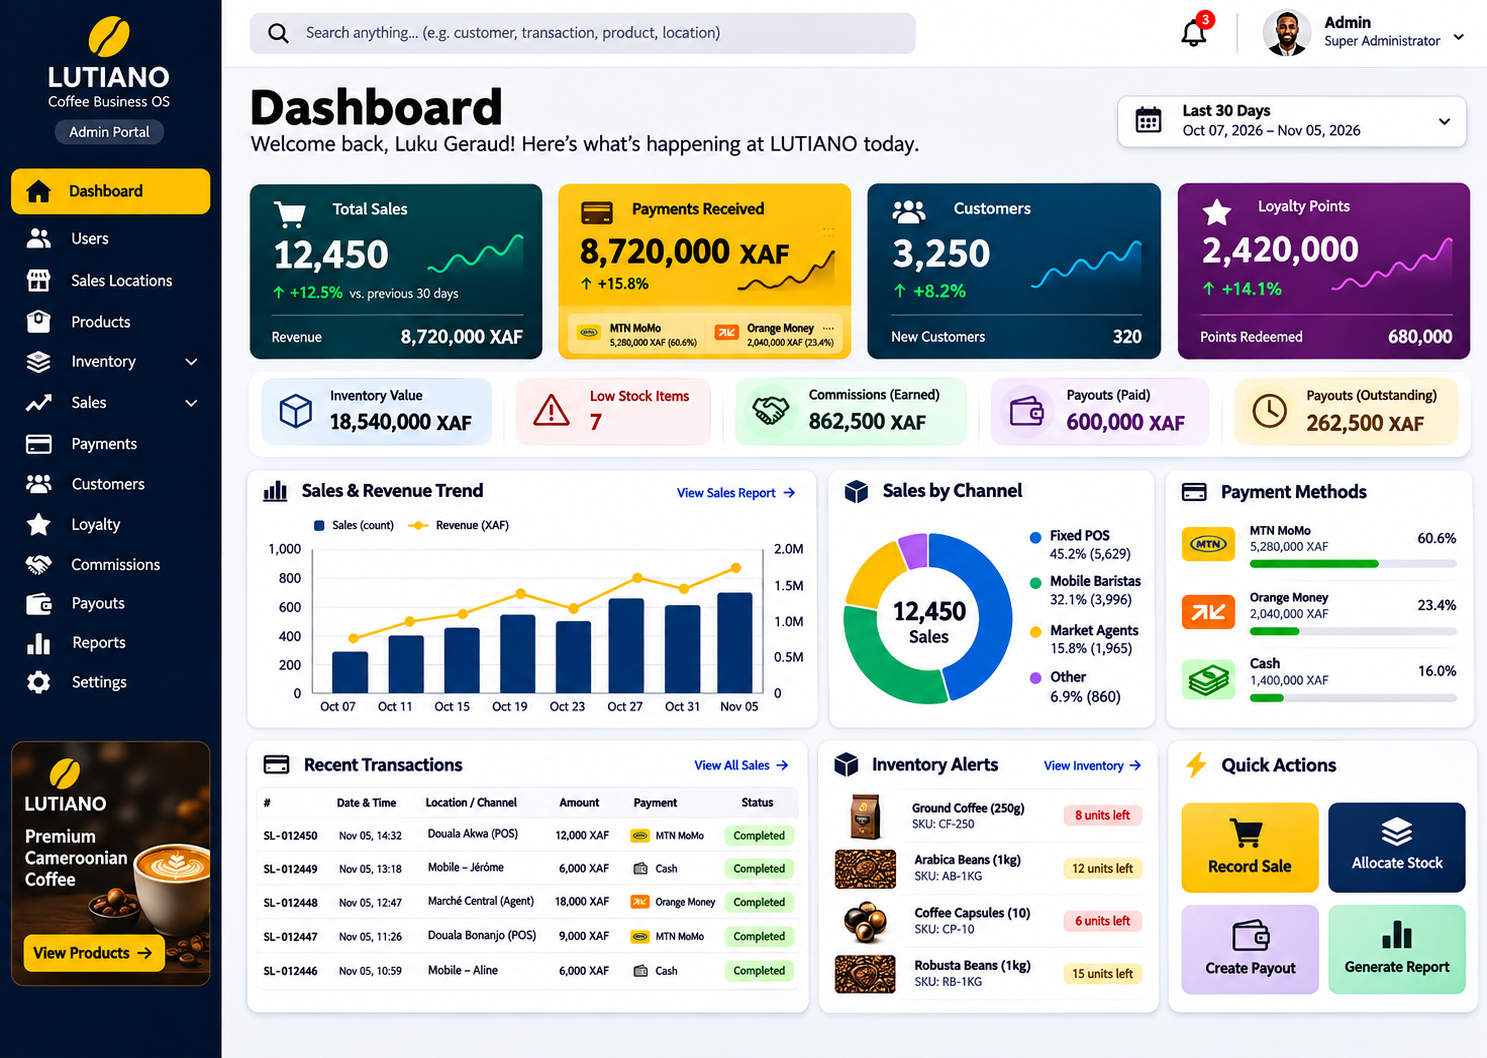 LUTIANO
Coffee Business OS
Admin Portal
Dashboard
Users
Sales Locations
Products
Inventory
Sales
Payments
Customers
Loyalty
Commissions
Payouts
Reports
Settings
LUTIANO
Premium
Cameroonian
Coffee
View Products →
Search anything... (e.g. customer, transaction, product, location)
3
Admin
Super Administrator
Dashboard
Welcome back, Luku Geraud! Here's what's happening at LUTIANO today.
Last 30 Days
Oct 07, 2026 – Nov 05, 2026
Total Sales
12,450
↑ +12.5% vs. previous 30 days
Revenue 8,720,000 XAF
Payments Received
8,720,000 XAF
↑ +15.8%
MTN MoMo
5,280,000 XAF (60.6%)
Orange Money
2,040,000 XAF (23.4%)
Customers
3,250
↑ +8.2%
New Customers 320
Loyalty Points
2,420,000
↑ +14.1%
Points Redeemed 680,000
Inventory Value
18,540,000 XAF
Low Stock Items
7
Commissions (Earned)
862,500 XAF
Payouts (Paid)
600,000 XAF
Payouts (Outstanding)
262,500 XAF
Sales & Revenue Trend
View Sales Report →
Sales (count) Revenue (XAF)
1,000 2.0M
800 1.5M
600 1.0M
400 0.5M
200 0
0
Oct 07 Oct 11 Oct 15 Oct 19 Oct 23 Oct 27 Oct 31 Nov 05
Sales by Channel
12,450
Sales
Fixed POS
45.2% (5,629)
Mobile Baristas
32.1% (3,996)
Market Agents
15.8% (1,965)
Other
6.9% (860)
Payment Methods
MTN
MTN MoMo
5,280,000 XAF
60.6%
Orange Money
2,040,000 XAF
23.4%
Cash
1,400,000 XAF
16.0%
Recent Transactions
View All Sales →
# Date & Time Location / Channel Amount Payment Status
SL-012450 Nov 05, 14:32 Douala Akwa (POS) 12,000 XAF MTN MoMo Completed
SL-012449 Nov 05, 13:18 Mobile – Jérôme 6,000 XAF Cash Completed
SL-012448 Nov 05, 12:47 Marché Central (Agent) 18,000 XAF Orange Money Completed
SL-012447 Nov 05, 11:26 Douala Bonanjo (POS) 9,000 XAF MTN MoMo Completed
SL-012446 Nov 05, 10:59 Mobile – Aline 6,000 XAF Cash Completed
Inventory Alerts
View Inventory →
Ground Coffee (250g)
SKU: CF-250
8 units left
Arabica Beans (1kg)
SKU: AB-1KG
12 units left
Coffee Capsules (10)
SKU: CP-10
6 units left
Robusta Beans (1kg)
SKU: RB-1KG
15 units left
Quick Actions
Record Sale
Allocate Stock
Create Payout
Generate Report